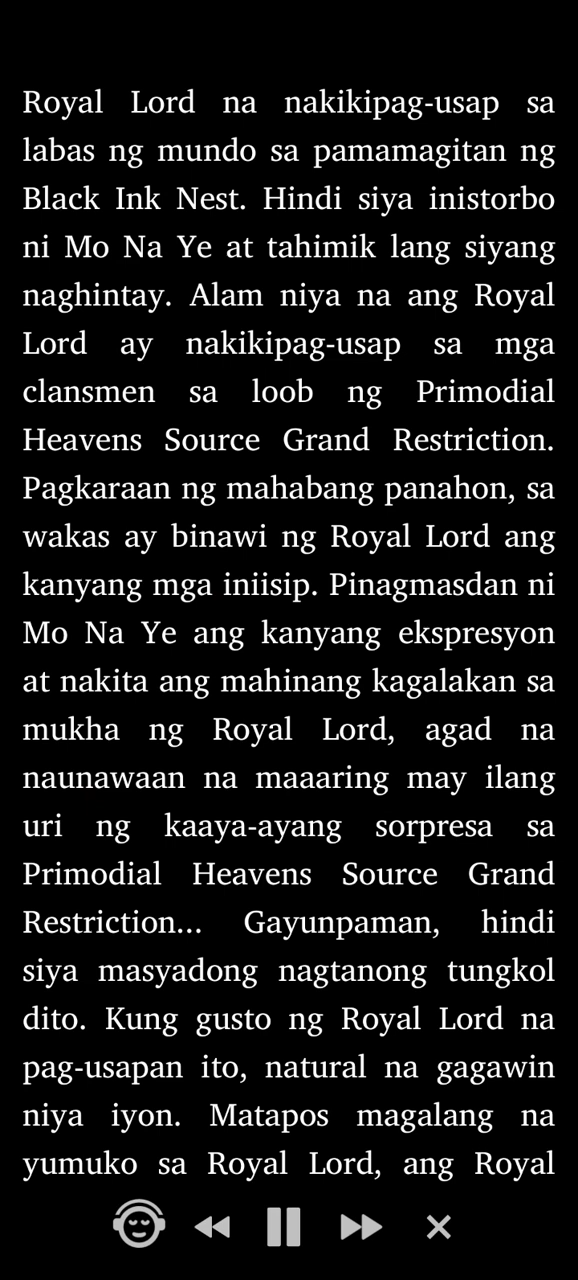 Royal Lord na nakikipag-usap sa
labas ng mundo sa pamamagitan ng
Black Ink Nest. Hindi siya inistorbo
ni Mo Na Ye at tahimik lang siyang
naghintay. Alam niya na ang Royal
Lord ay nakikipag-usap sa mga
clansmen sa loob ng Primodial
Heavens Source Grand Restriction.
Pagkaraan ng mahabang panahon, sa
wakas ay binawi ng Royal Lord ang
kanyang mga iniisip. Pinagmasdan ni
Mo Na Ye ang kanyang ekspresyon
at nakita ang mahinang kagalakan sa
mukha ng Royal Lord, agad na
naunawaan na maaaring may ilang
uri ng kaaya-ayang sorpresa sa
Primodial Heavens Source Grand
Restriction... Gayunpaman, hindi
siya masyadong nagtanong tungkol
dito. Kung gusto ng Royal Lord na
pag-usapan ito, natural na gagawin
niya iyon. Matapos magalang na
yumuko sa Royal Lord, ang Royal